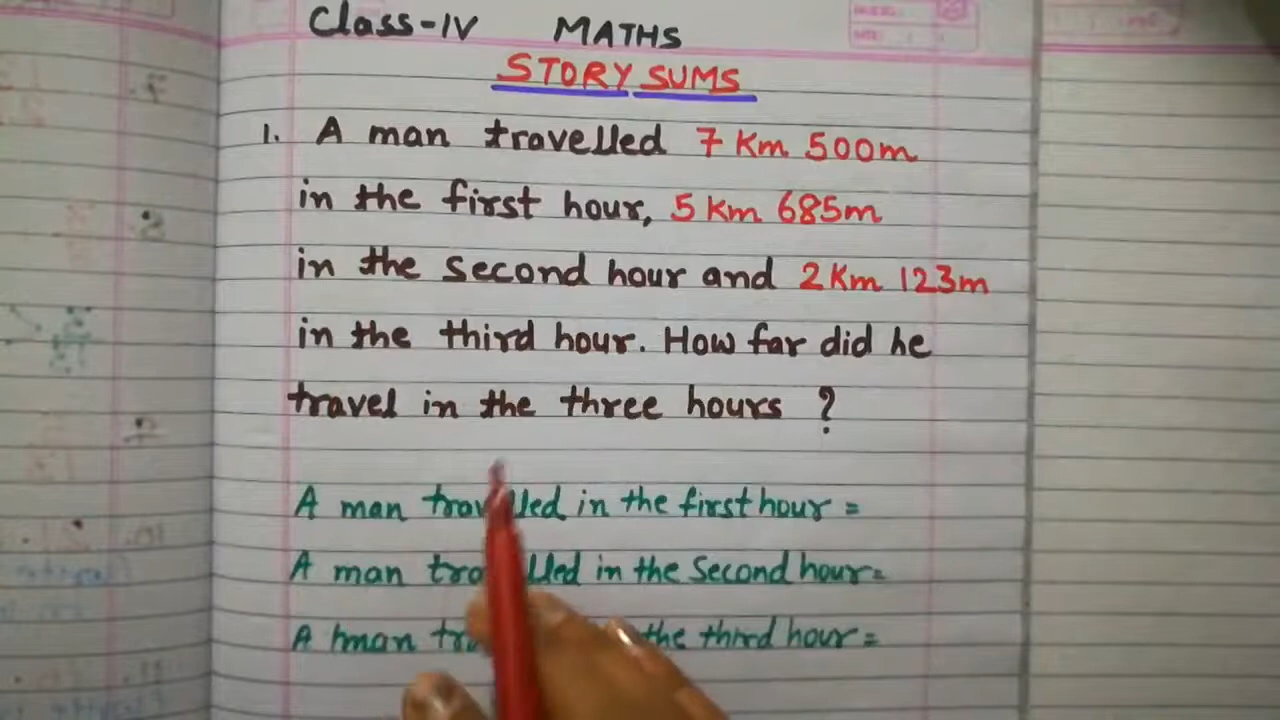 Class-IV MATHS
STORY SUMS
1. A man travelled 7 Km 500m
in the first hour, 5 Km 685m
in the second hour and 2 Km 123m
in the third hour. How far did he
travel in the three hours ?
A man travelled in the first hour =
A man travelled in the Second hour=
A man the third hour=